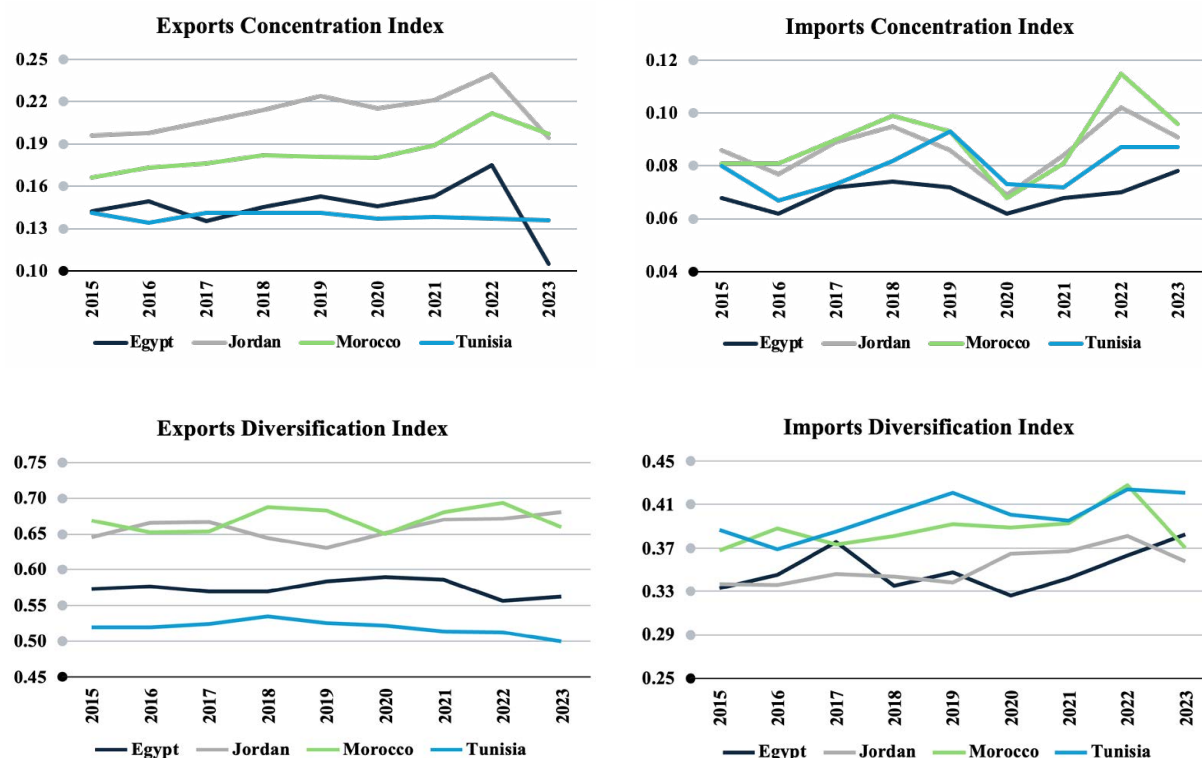 Exports Concentration Index
0.25
0.22
0.19
0.16
0.13
0.10
2015 2016 2017 2018 2019 2020 2021 2022 2023
Egypt Jordan Morocco Tunisia
Imports Concentration Index
0.12
0.10
0.08
0.06
0.04
2015 2016 2017 2018 2019 2020 2021 2022 2023
Egypt Jordan Morocco Tunisia
Exports Diversification Index
0.75
0.70
0.65
0.60
0.55
0.50
0.45
2015 2016 2017 2018 2019 2020 2021 2022 2023
Egypt Jordan Morocco Tunisia
Imports Diversification Index
0.45
0.41
0.37
0.33
0.29
0.25
2015 2016 2017 2018 2019 2020 2021 2022 2023
Egypt Jordan Morocco Tunisia